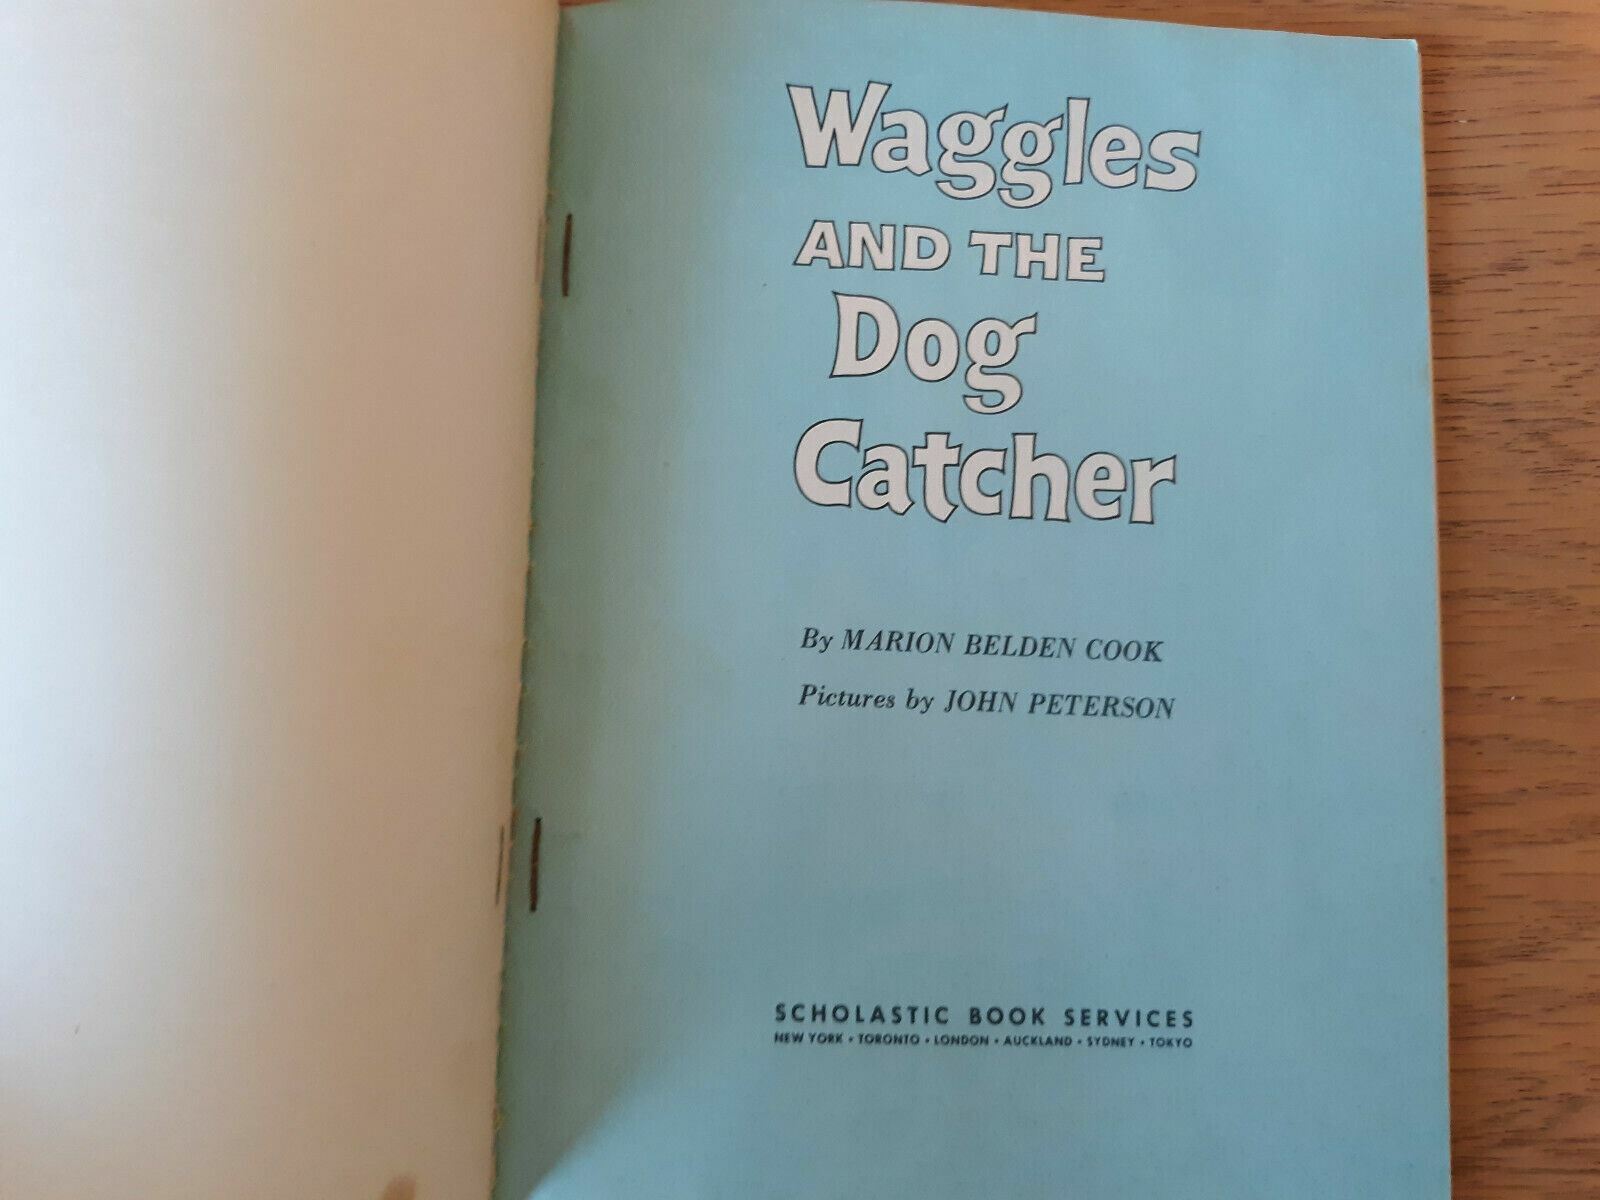 Waggles
AND THE
Dog
Catcher
By MARION BELDEN COOK
Pictures by JOHN PETERSON
SCHOLASTIC BOOK SERVICES
NEW YORK • TORONTO • LONDON • AUCKLAND • SYDNEY • TOKYO